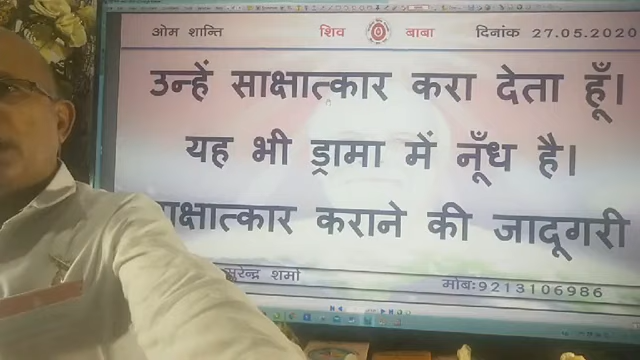 ओम शान्ति शिव बाबा दिनांक 27.05.2020
उन्हें साक्षात्कार करा देता हूँ।
यह भी ड्रामा में नूँध है।
साक्षात्कार कराने की जादूगरी
सुरेन्द्र शर्मा मोबः9213106986